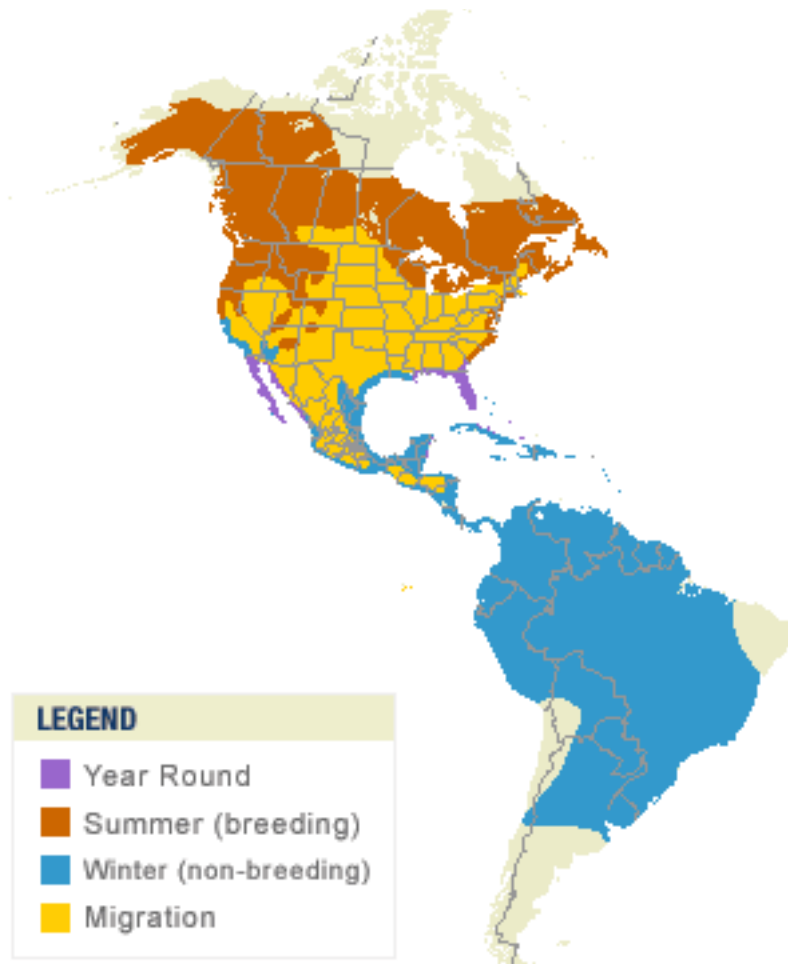 LEGEND
Year Round
Summer (breeding)
Winter (non-breeding)
Migration